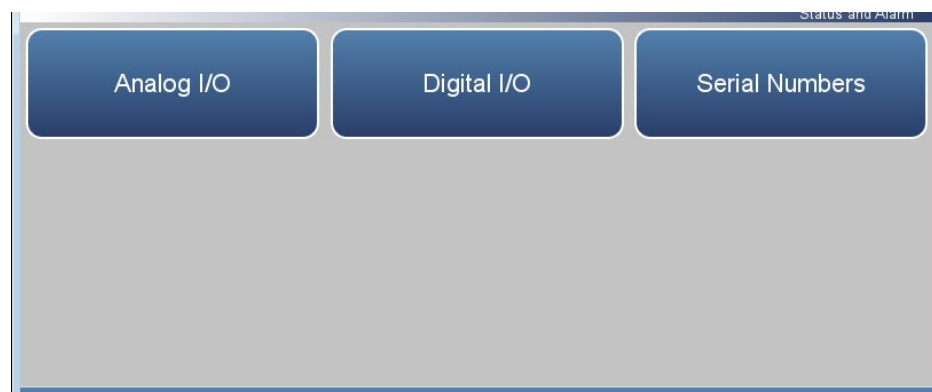 Status and Alarm
Analog I/O
Digital I/O
Serial Numbers